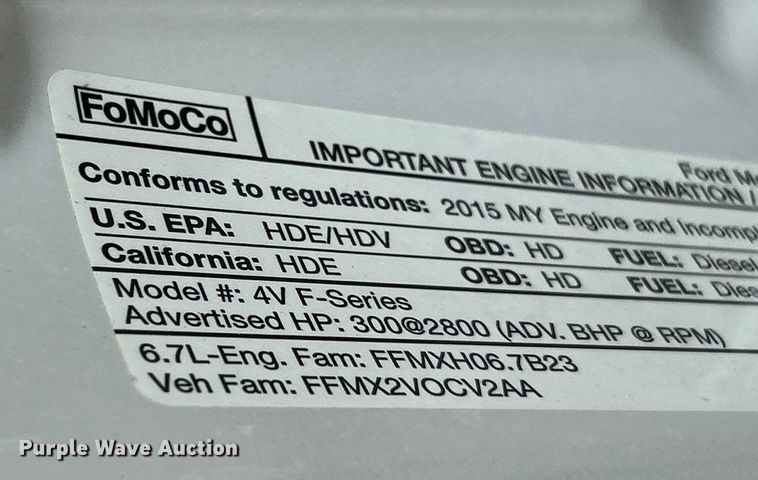 FoMoCo
Ford
IMPORTANT ENGINE INFORMATION /
Conforms to regulations: 2015 MY Engine and
U.S. EPA: HDE/HDV OBD: HD FUEL: Diesel
California: HDE OBD: HD FUEL:
Model #: 4V F-Series
Advertised HP: 300@2800 (ADV. BHP @ RPM)
6.7L-Eng. Fam: FFMXH06.7B23
Veh Fam: FFMX2VOCV2AA
Purple Wave Auction